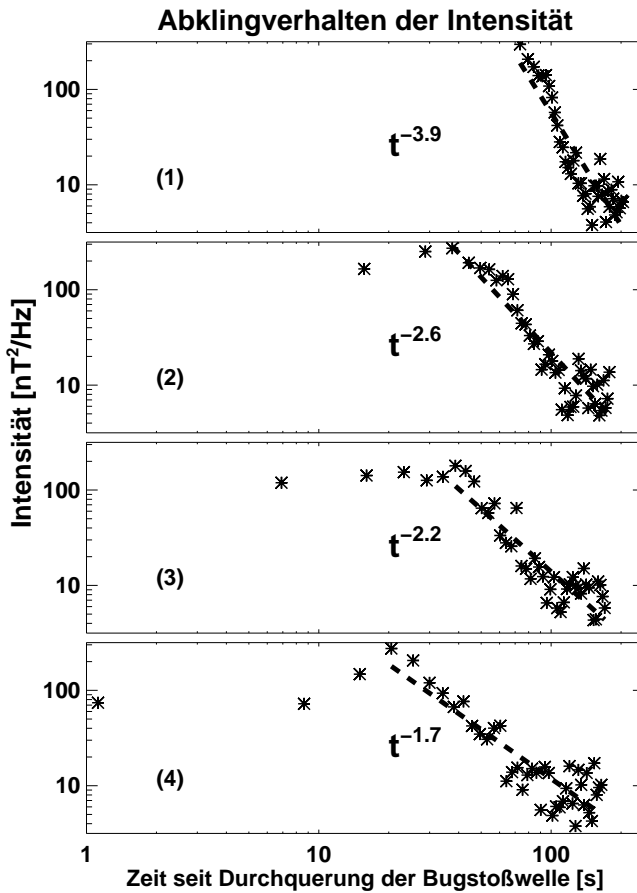 Abklingverhalten der Intensität
Intensität [nT²/Hz]
100
10
t⁻³·⁹
(1)
100
10
t⁻²·⁶
(2)
100
10
t⁻²·²
(3)
100
10
t⁻¹·⁷
(4)
1 10 100
Zeit seit Durchquerung der Bugstoßwelle [s]